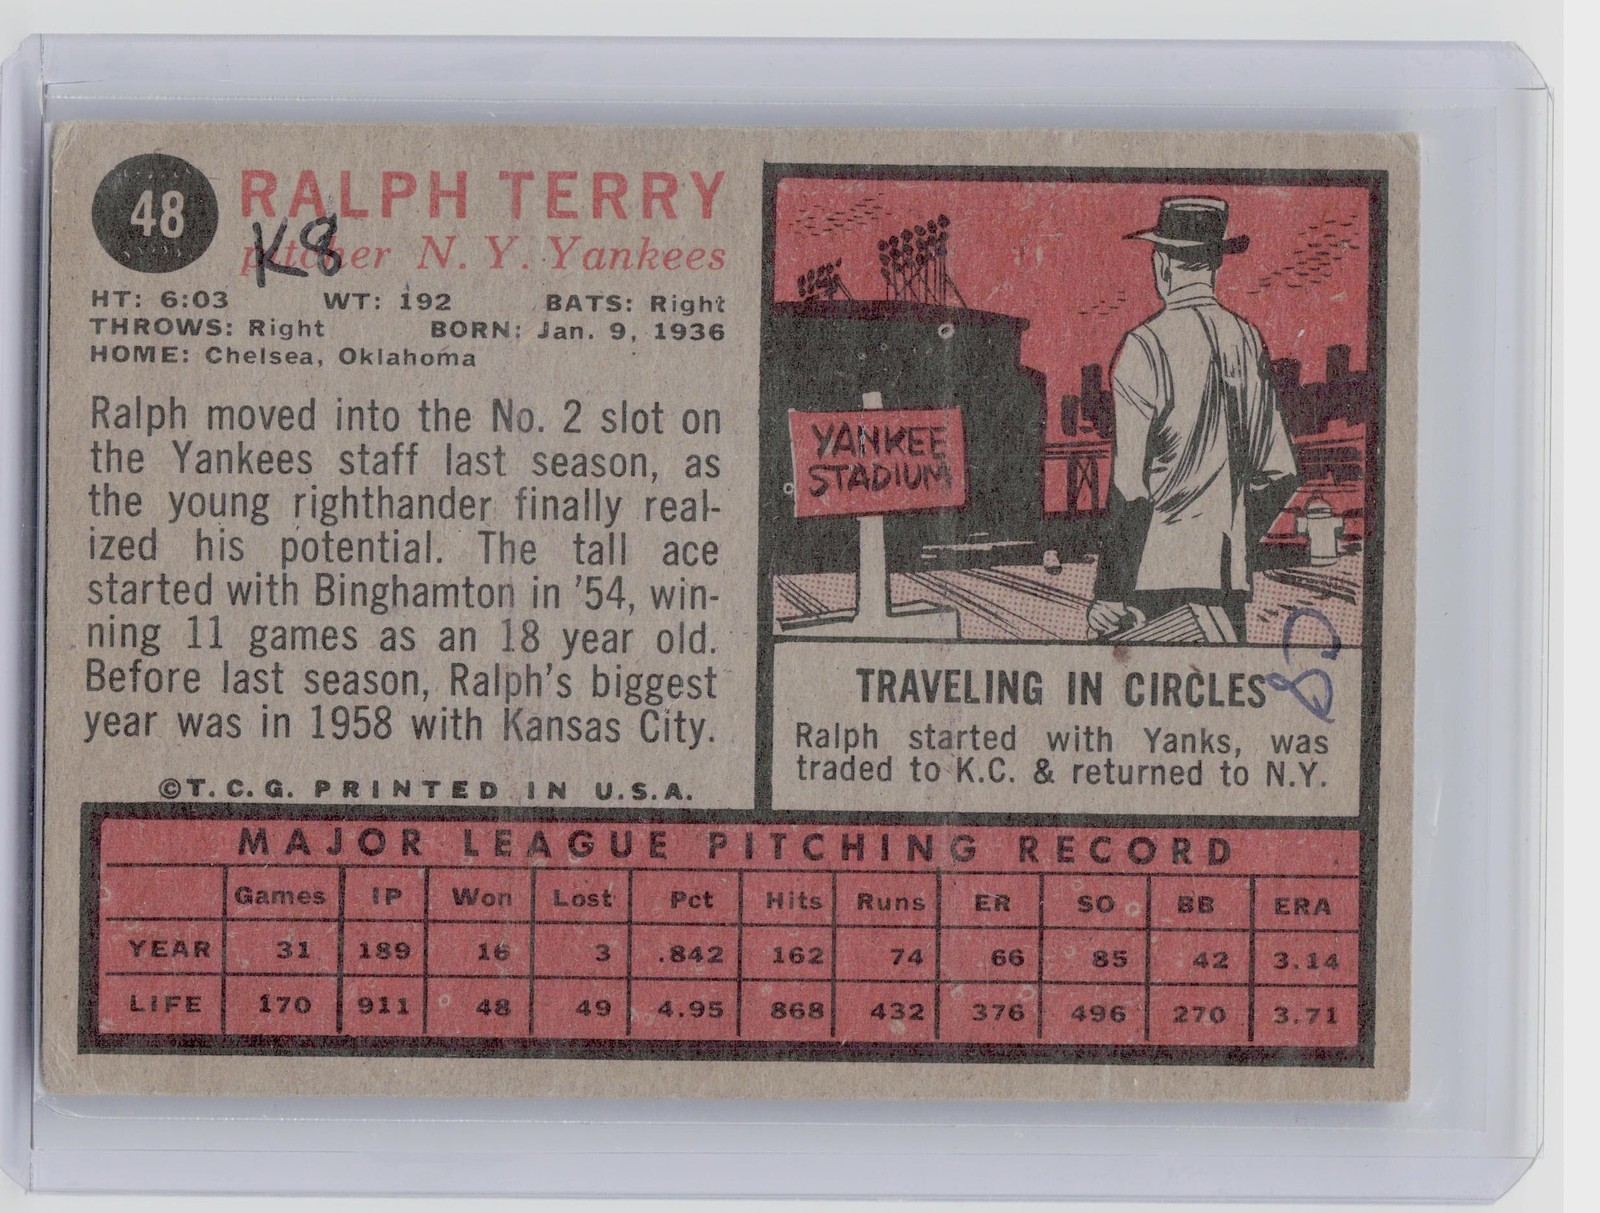 48
RALPH TERRY
K8
pitcher N. Y. Yankees
HT: 6:03 WT: 192 BATS: Right
THROWS: Right BORN: Jan. 9, 1936
HOME: Chelsea, Oklahoma
Ralph moved into the No. 2 slot on
the Yankees staff last season, as
the young righthander finally real-
ized his potential. The tall ace
started with Binghamton in '54, win-
ning 11 games as an 18 year old.
Before last season, Ralph's biggest
year was in 1958 with Kansas City.
©T. C. G. PRINTED IN U.S.A.
YANKEE
STADIUM
TRAVELING IN CIRCLES
Ralph started with Yanks, was
traded to K.C. & returned to N.Y.
MAJOR LEAGUE PITCHING RECORD
Games IP Won Lost Pct Hits Runs ER SO BB ERA
YEAR 31 189 16 3 .842 162 74 66 85 42 3.14
LIFE 170 911 48 49 4.95 868 432 376 496 270 3.71